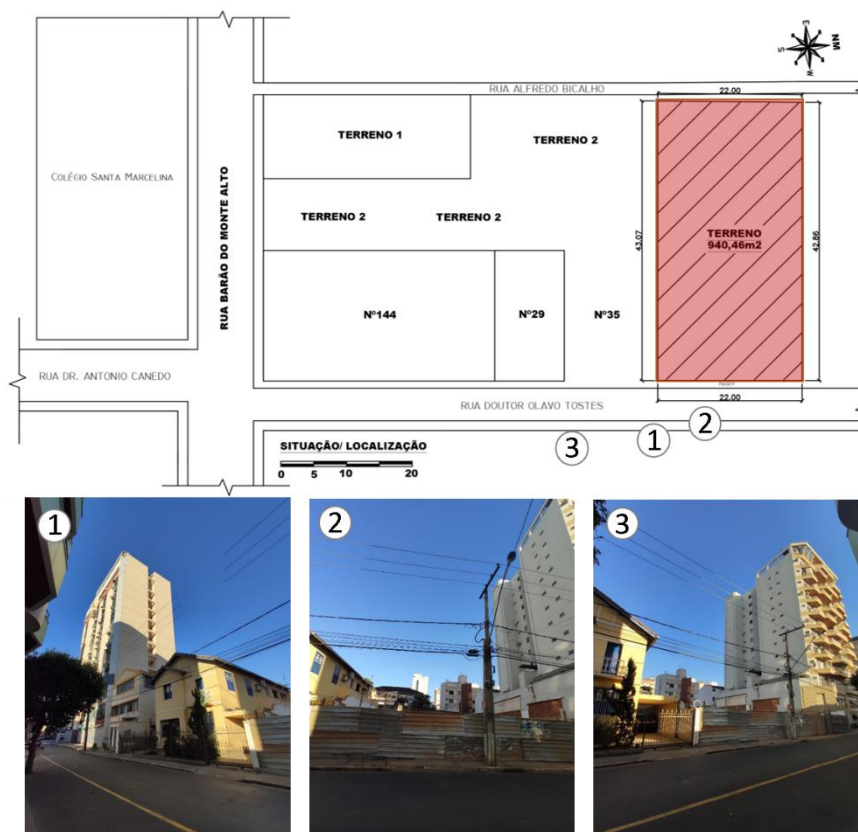 NM
S
W
RUA ALFREDO BICALHO
22.00
TERRENO 1
TERRENO 2
COLÉGIO SANTA MARCELINA
RUA BARÃO DO MONTE ALTO
TERRENO 2
TERRENO 2
43.07
TERRENO
940,46m2
42.86
Nº144
Nº29
Nº35
RUA DR. ANTONIO CANEDO
22.00
RUA DOUTOR OLAVO TOSTES
SITUAÇÃO/ LOCALIZAÇÃO
0 5 10 20
3
1
2
1
2
3